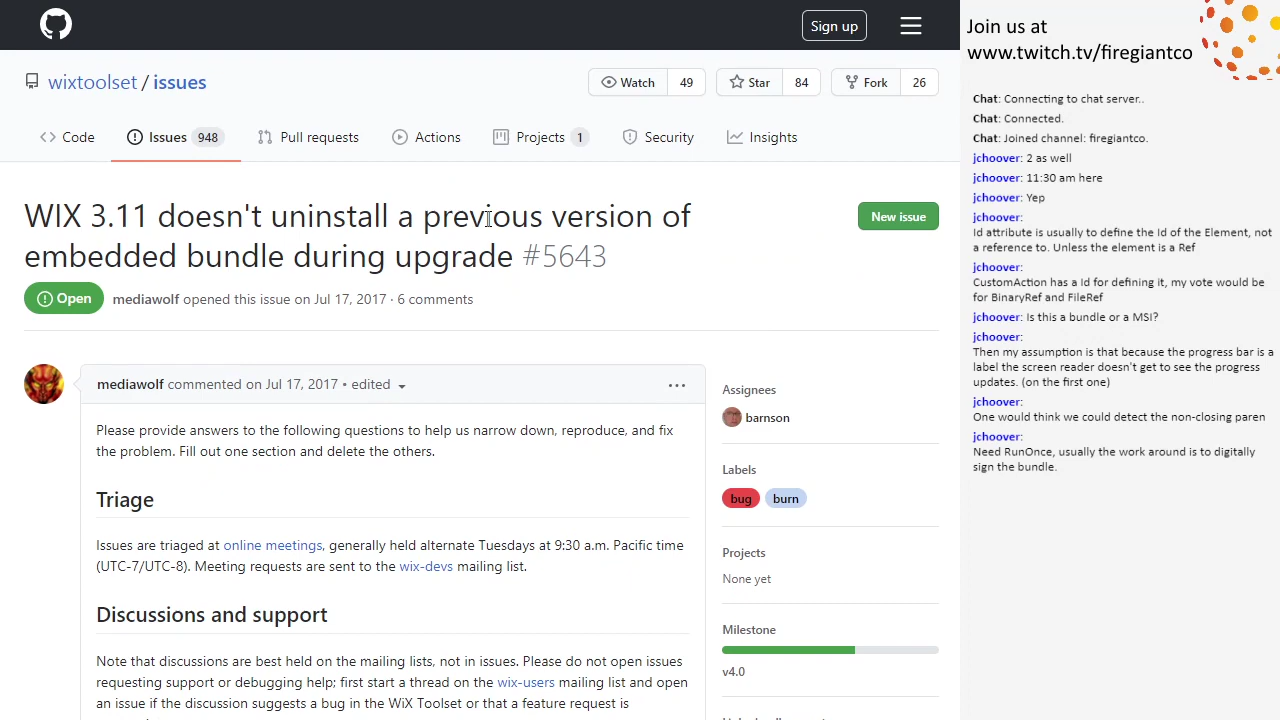 Sign up
wixtoolset / issues
Watch 49
Star 84
Fork 26
Code
Issues 948
Pull requests
Actions
Projects 1
Security
Insights
WIX 3.11 doesn't uninstall a previous version of
embedded bundle during upgrade #5643
New issue
Open
mediawolf opened this issue on Jul 17, 2017 · 6 comments
mediawolf commented on Jul 17, 2017 • edited
Please provide answers to the following questions to help us narrow down, reproduce, and fix
the problem. Fill out one section and delete the others.
Triage
Issues are triaged at online meetings, generally held alternate Tuesdays at 9:30 a.m. Pacific time
(UTC-7/UTC-8). Meeting requests are sent to the wix-devs mailing list.
Discussions and support
Note that discussions are best held on the mailing lists, not in issues. Please do not open issues
requesting support or debugging help; first start a thread on the wix-users mailing list and open
an issue if the discussion suggests a bug in the WiX Toolset or that a feature request is
Assignees
barnson
Labels
bug burn
Projects
None yet
Milestone
v4.0
Join us at
www.twitch.tv/firegiantco
Chat: Connecting to chat server..
Chat: Connected.
Chat: Joined channel: firegiantco.
jchoover: 2 as well
jchoover: 11:30 am here
jchoover: Yep
jchoover:
Id attribute is usually to define the Id of the Element, not
a reference to. Unless the element is a Ref
jchoover:
CustomAction has a Id for defining it, my vote would be
for BinaryRef and FileRef
jchoover: Is this a bundle or a MSI?
jchoover:
Then my assumption is that because the progress bar is a
label the screen reader doesn't get to see the progress
updates. (on the first one)
jchoover:
One would think we could detect the non-closing paren
jchoover:
Need RunOnce, usually the work around is to digitally
sign the bundle.